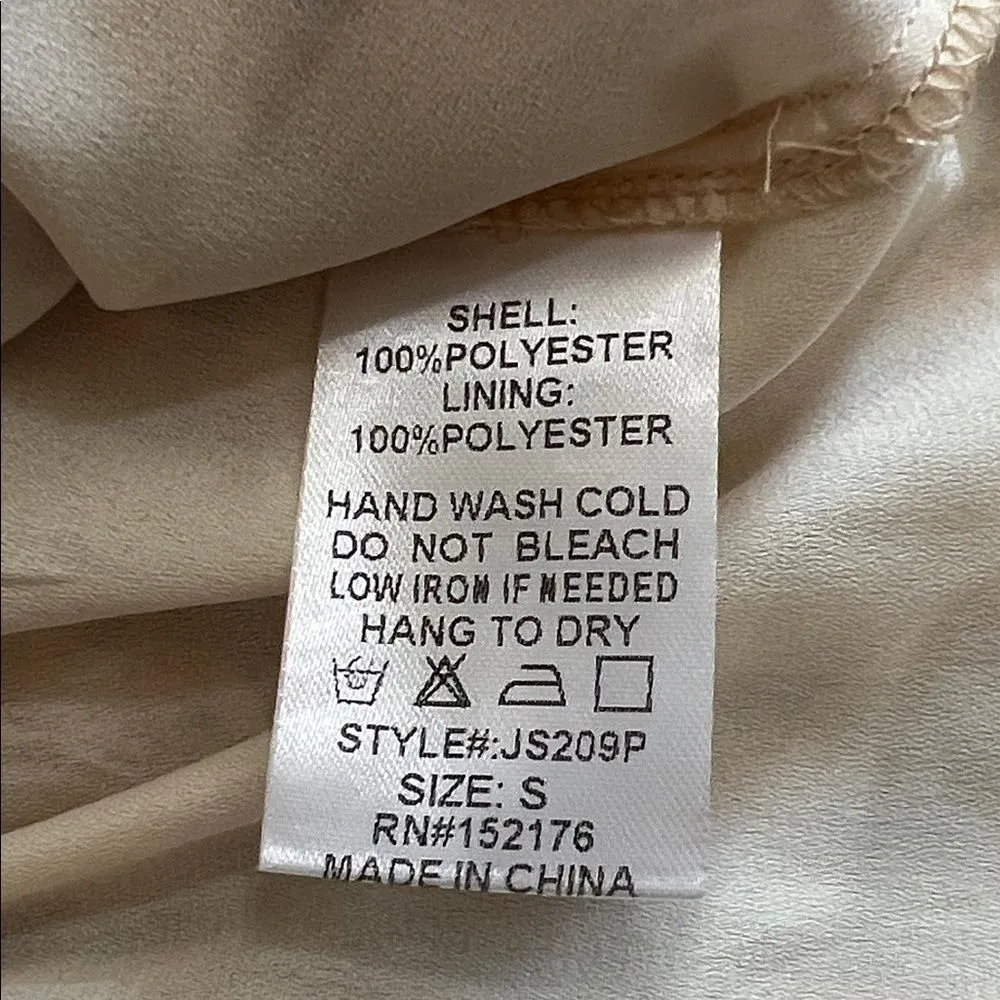 SHELL:
100%POLYESTER
LINING:
100%POLYESTER
HAND WASH COLD
DO NOT BLEACH
LOW IRON IF NEEDED
HANG TO DRY
STYLE#:JS209P
SIZE: S
RN#152176
MADE IN CHINA